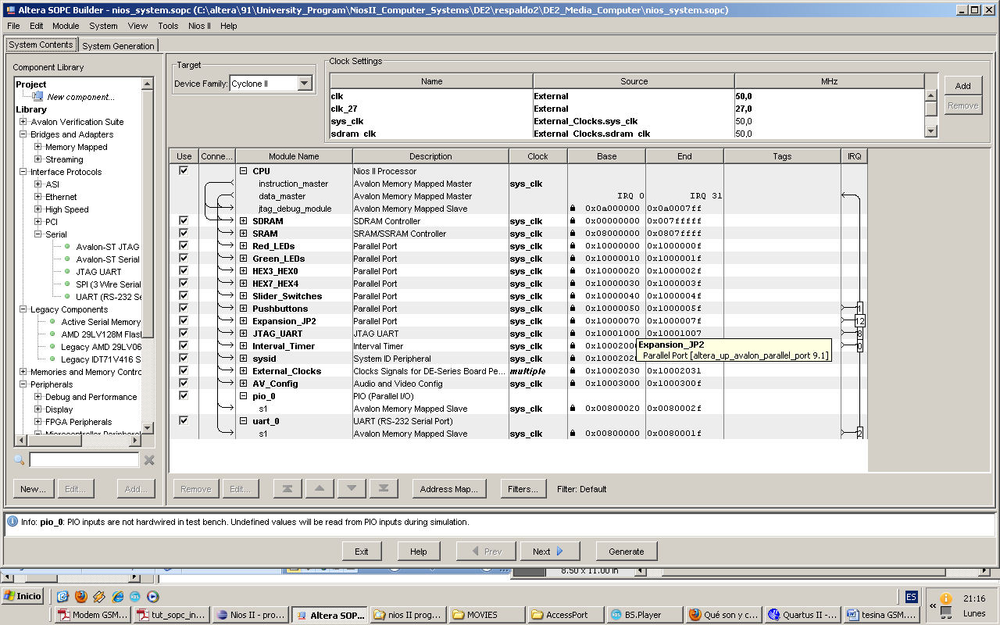 Altera SOPC Builder - nios_system.sopc (C:\altera\91\University_Program\NiosII_Computer_Systems\DE2\respaldo2\DE2_Media_Computer\nios_system.sopc)
File Edit Module System View Tools Nios II Help
System Contents System Generation
Component Library
Project
New component...
Library
Avalon Verification Suite
Bridges and Adapters
Memory Mapped
Streaming
Interface Protocols
ASI
Ethernet
High Speed
PCI
Serial
Avalon-ST JTAG
Avalon-ST Serial
JTAG UART
SPI (3 Wire Serial
UART (RS-232 Se
Legacy Components
Active Serial Memory
AMD 29LV128M Flas
Legacy AMD 29LV06
Legacy IDT71V416 S
Memories and Memory Contro
Peripherals
Debug and Performance
Display
FPGA Peripherals
Microcontroller Peripheral
New... Edit... Add...
Target
Device Family: Cyclone II
Clock Settings
Name Source MHz
clk External 50,0
clk_27 External 27,0
sys_clk External_Clocks.sys_clk 50,0
sdram_clk External_Clocks.sdram_clk 50,0
Add
Remove
Use Conne... Module Name Description Clock Base End Tags IRQ
CPU Nios II Processor
instruction_master Avalon Memory Mapped Master sys_clk
data_master Avalon Memory Mapped Master IRQ 0 IRQ 31
jtag_debug_module Avalon Memory Mapped Slave 0x0a000000 0x0a0007ff
SDRAM SDRAM Controller sys_clk 0x00000000 0x007fffff
SRAM SRAM/SSRAM Controller sys_clk 0x08000000 0x0807ffff
Red_LEDs Parallel Port sys_clk 0x10000000 0x1000000f
Green_LEDs Parallel Port sys_clk 0x10000010 0x1000001f
HEX3_HEX0 Parallel Port sys_clk 0x10000020 0x1000002f
HEX7_HEX4 Parallel Port sys_clk 0x10000030 0x1000003f
Slider_Switches Parallel Port sys_clk 0x10000040 0x1000004f
Pushbuttons Parallel Port sys_clk 0x10000050 0x1000005f 1
Expansion_JP2 Parallel Port sys_clk 0x10000070 0x1000007f 12
JTAG_UART JTAG UART sys_clk 0x10001000 0x10001007 8
Interval_Timer Interval Timer sys_clk 0x10002000 0
Expansion_JP2
Parallel Port [altera_up_avalon_parallel_port 9.1]
sysid System ID Peripheral sys_clk 0x10002020
External_Clocks Clocks Signals for DE-Series Board Pe... multiple 0x10002030 0x10002031
AV_Config Audio and Video Config sys_clk 0x10003000 0x1000300f
pio_0 PIO (Parallel I/O)
s1 Avalon Memory Mapped Slave sys_clk 0x00800020 0x0080002f
uart_0 UART (RS-232 Serial Port)
s1 Avalon Memory Mapped Slave sys_clk 0x00800000 0x0080001f 2
Remove Edit... Address Map... Filters... Filter: Default
Info: pio_0: PIO inputs are not hardwired in test bench. Undefined values will be read from PIO inputs during simulation.
Exit Help Prev Next Generate
8.50 x 11.00 in
Inicio ES 21:16
Modem GSM... tut_sopc_in... Nios II - pro... Altera SOP... nios II prog... MOVIES AccessPort BS.Player Qué son y c... Quartus II -... tesina GSM... Lunes